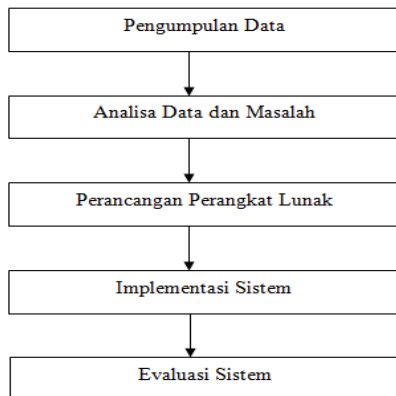 Pengumpulan Data
Analisa Data dan Masalah
Perancangan Perangkat Lunak
Implementasi Sistem
Evaluasi Sistem